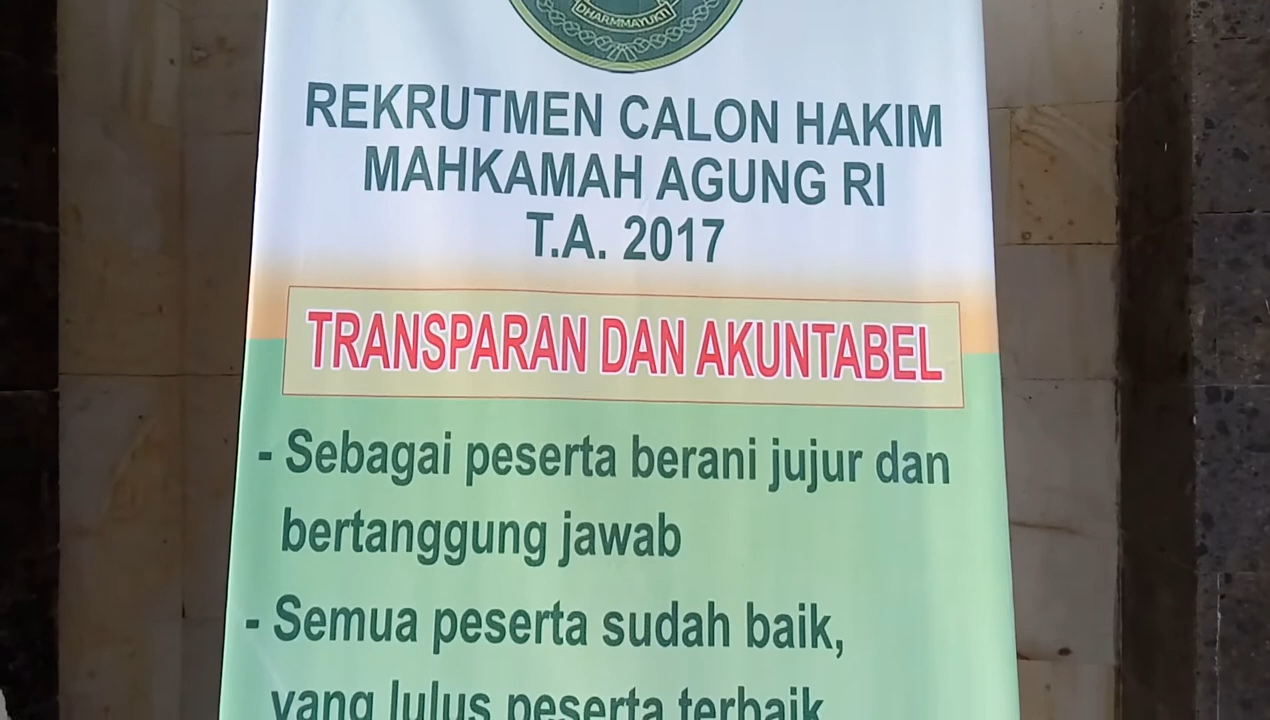 DHARMMAYUKTI
REKRUTMEN CALON HAKIM
MAHKAMAH AGUNG RI
T.A. 2017
TRANSPARAN DAN AKUNTABEL
- Sebagai peserta berani jujur dan
bertanggung jawab
- Semua peserta sudah baik,
yang lulus peserta terbaik